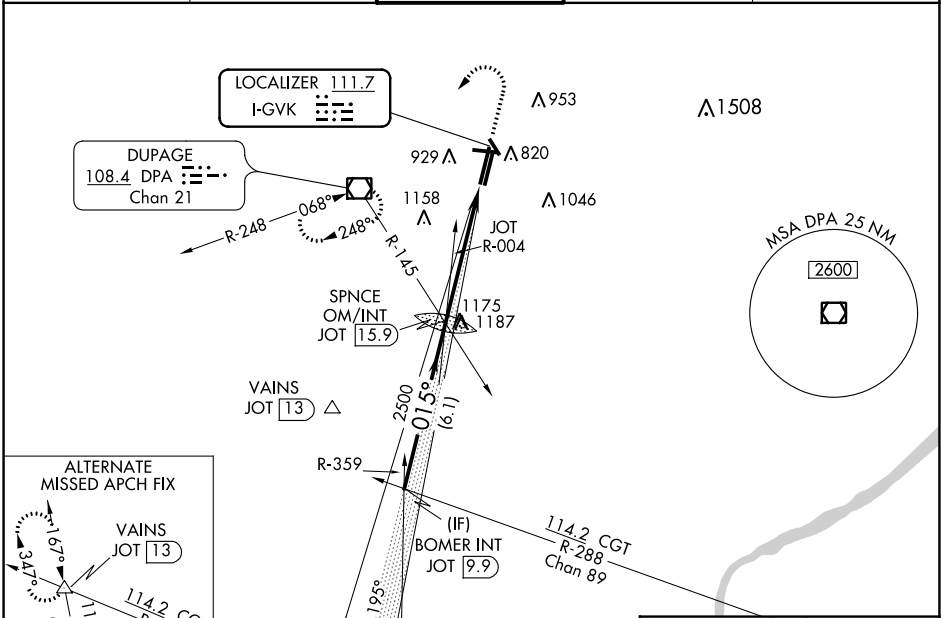 LOCALIZER 111.7
I-GVK
953
1508
DUPAGE
108.4 DPA
Chan 21
929
820
1158
1046
068°
R-248
248°
R-145
JOT
R-004
MSA DPA 25 NM
2600
SPNCE
OM/INT
JOT 15.9
1175
1187
VAINS
JOT 13
2500
015°
(6.1)
R-359
(IF)
BOMER INT
JOT 9.9
114.2 CGT
R-288
Chan 89
195°
ALTERNATE
MISSED APCH FIX
VAINS
JOT 13
167°
347°
114.2